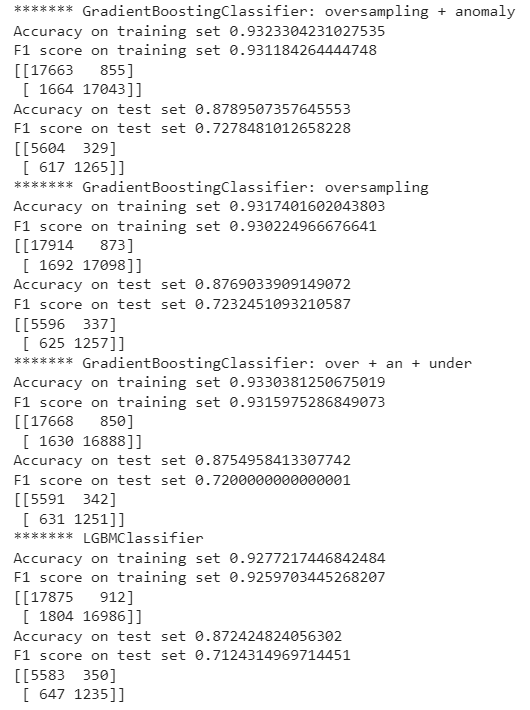 ******* GradientBoostingClassifier: oversampling + anomaly
Accuracy on training set 0.9323304231027535
F1 score on training set 0.931184264444748
[[17663   855]
 [ 1664 17043]]
Accuracy on test set 0.8789507357645553
F1 score on test set 0.7278481012658228
[[5604  329]
 [ 617 1265]]
******* GradientBoostingClassifier: oversampling
Accuracy on training set 0.9317401602043803
F1 score on training set 0.930224966676641
[[17914   873]
 [ 1692 17098]]
Accuracy on test set 0.8769033909149072
F1 score on test set 0.7232451093210587
[[5596  337]
 [ 625 1257]]
******* GradientBoostingClassifier: over + an + under
Accuracy on training set 0.9330381250675019
F1 score on training set 0.9315975286849073
[[17668   850]
 [ 1630 16888]]
Accuracy on test set 0.8754958413307742
F1 score on test set 0.7200000000000001
[[5591  342]
 [ 631 1251]]
******* LGBMClassifier
Accuracy on training set 0.9277217446842484
F1 score on training set 0.9259703445268207
[[17875   912]
 [ 1804 16986]]
Accuracy on test set 0.872424824056302
F1 score on test set 0.7124314969714451
[[5583  350]
 [ 647 1235]]